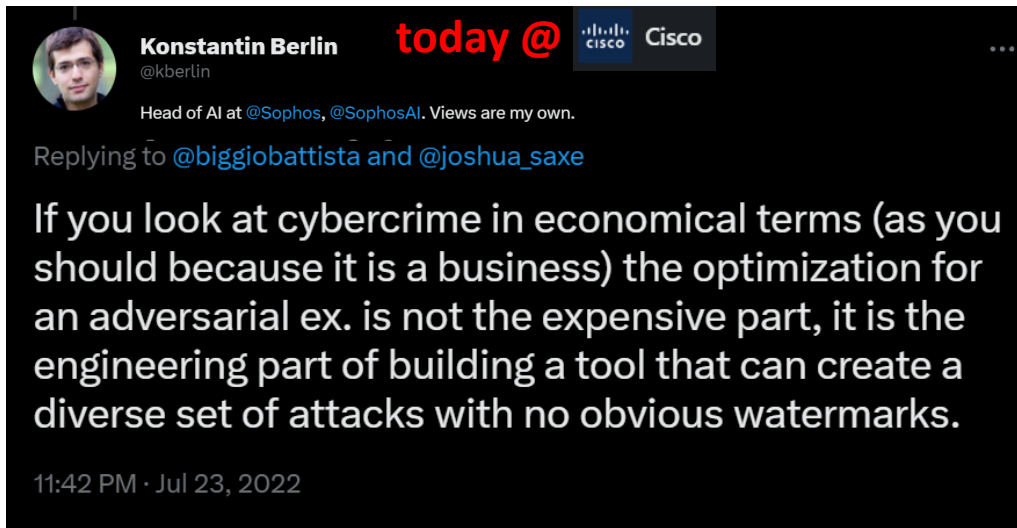 Konstantin Berlin today @ CISCO Cisco
@kberlin
Head of AI at @Sophos, @SophosAI. Views are my own.
Replying to @biggiobattista and @joshua_saxe
If you look at cybercrime in economical terms (as you
should because it is a business) the optimization for
an adversarial ex. is not the expensive part, it is the
engineering part of building a tool that can create a
diverse set of attacks with no obvious watermarks.
11:42 PM · Jul 23, 2022